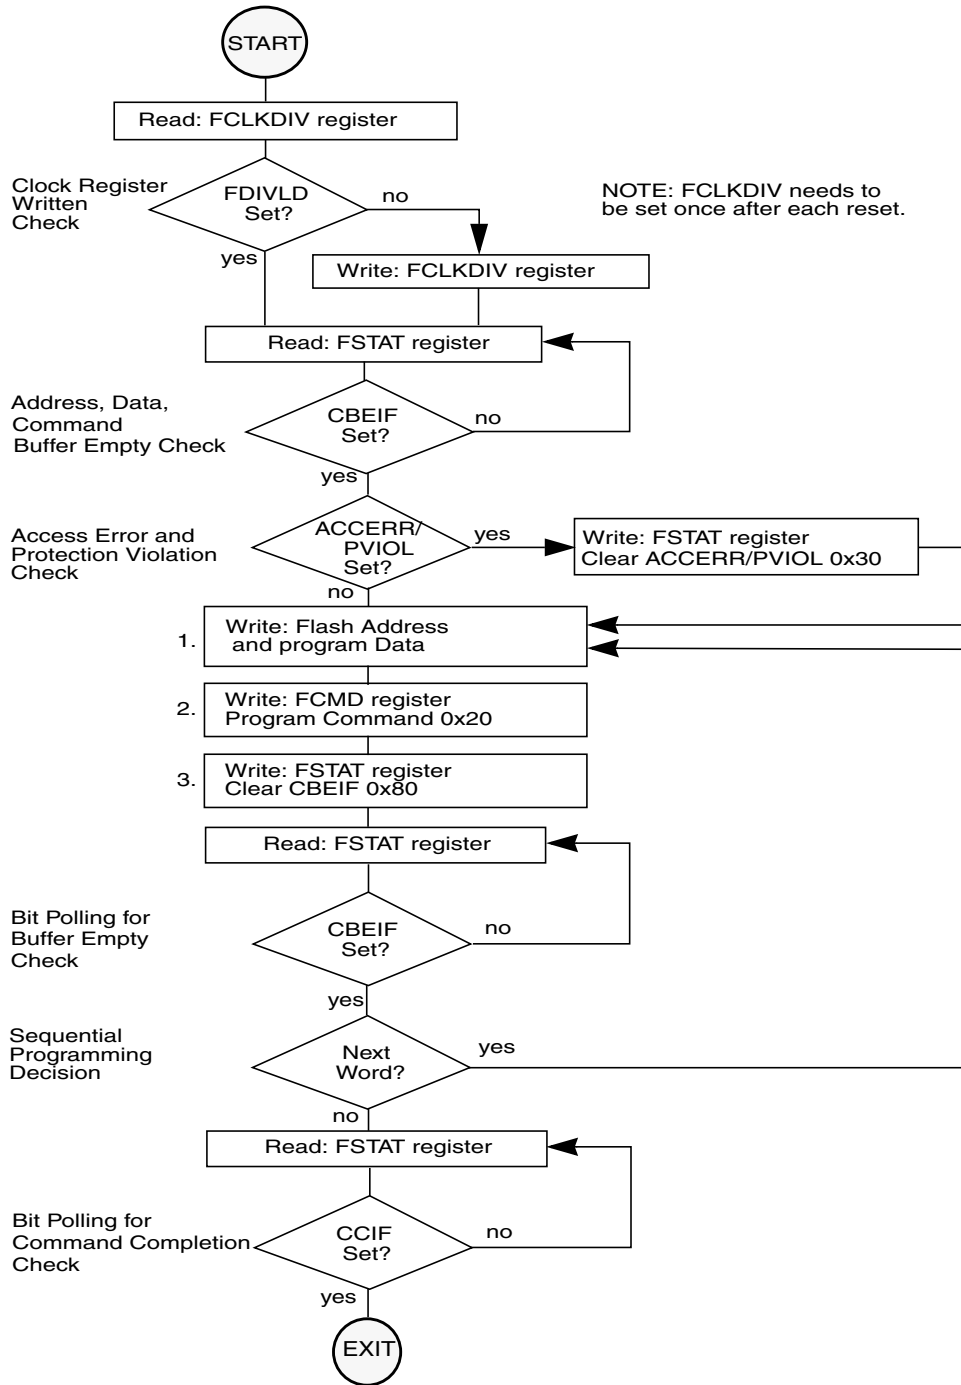 START
Read: FCLKDIV register
Clock Register
Written
Check
FDIVLD
Set?
no
yes
NOTE: FCLKDIV needs to
be set once after each reset.
Write: FCLKDIV register
Read: FSTAT register
Address, Data,
Command
Buffer Empty Check
CBEIF
Set?
no
yes
Access Error and
Protection Violation
Check
ACCERR/
PVIOL
Set?
yes
no
Write: FSTAT register
Clear ACCERR/PVIOL 0x30
1.
Write: Flash Address
and program Data
2.
Write: FCMD register
Program Command 0x20
3.
Write: FSTAT register
Clear CBEIF 0x80
Read: FSTAT register
Bit Polling for
Buffer Empty
Check
CBEIF
Set?
no
yes
Sequential
Programming
Decision
Next
Word?
yes
no
Read: FSTAT register
Bit Polling for
Command Completion
Check
CCIF
Set?
no
yes
EXIT